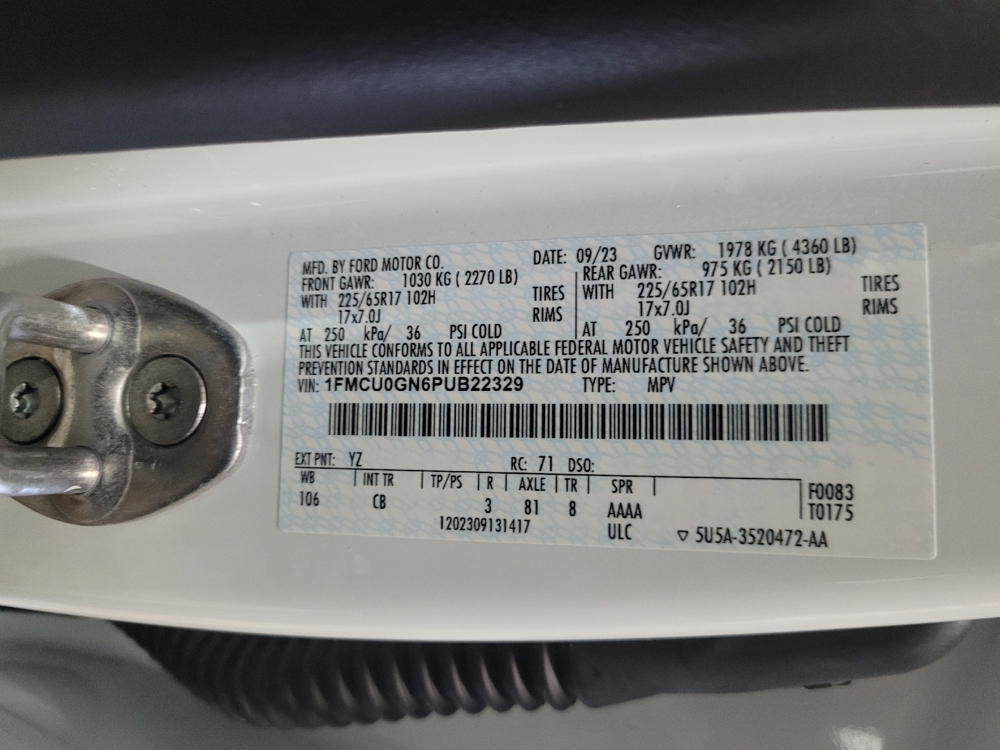 MFD. BY FORD MOTOR CO. DATE: 09/23 GVWR: 1978 KG ( 4360 LB)
FRONT GAWR: 1030 KG ( 2270 LB) REAR GAWR: 975 KG ( 2150 LB)
WITH 225/65R17 102H TIRES WITH 225/65R17 102H TIRES
17x7.0J RIMS 17x7.0J RIMS
AT 250 kPa/ 36 PSI COLD AT 250 kPa/ 36 PSI COLD
THIS VEHICLE CONFORMS TO ALL APPLICABLE FEDERAL MOTOR VEHICLE SAFETY AND THEFT
PREVENTION STANDARDS IN EFFECT ON THE DATE OF MANUFACTURE SHOWN ABOVE.
VIN: 1FMCU0GN6PUB22329 TYPE: MPV
EXT PNT: YZ RC: 71 DSO:
WB INT TR TP/PS R AXLE TR SPR F0083
106 CB 3 81 8 AAAA T0175
1202309131417 ULC ▽ 5U5A-3520472-AA